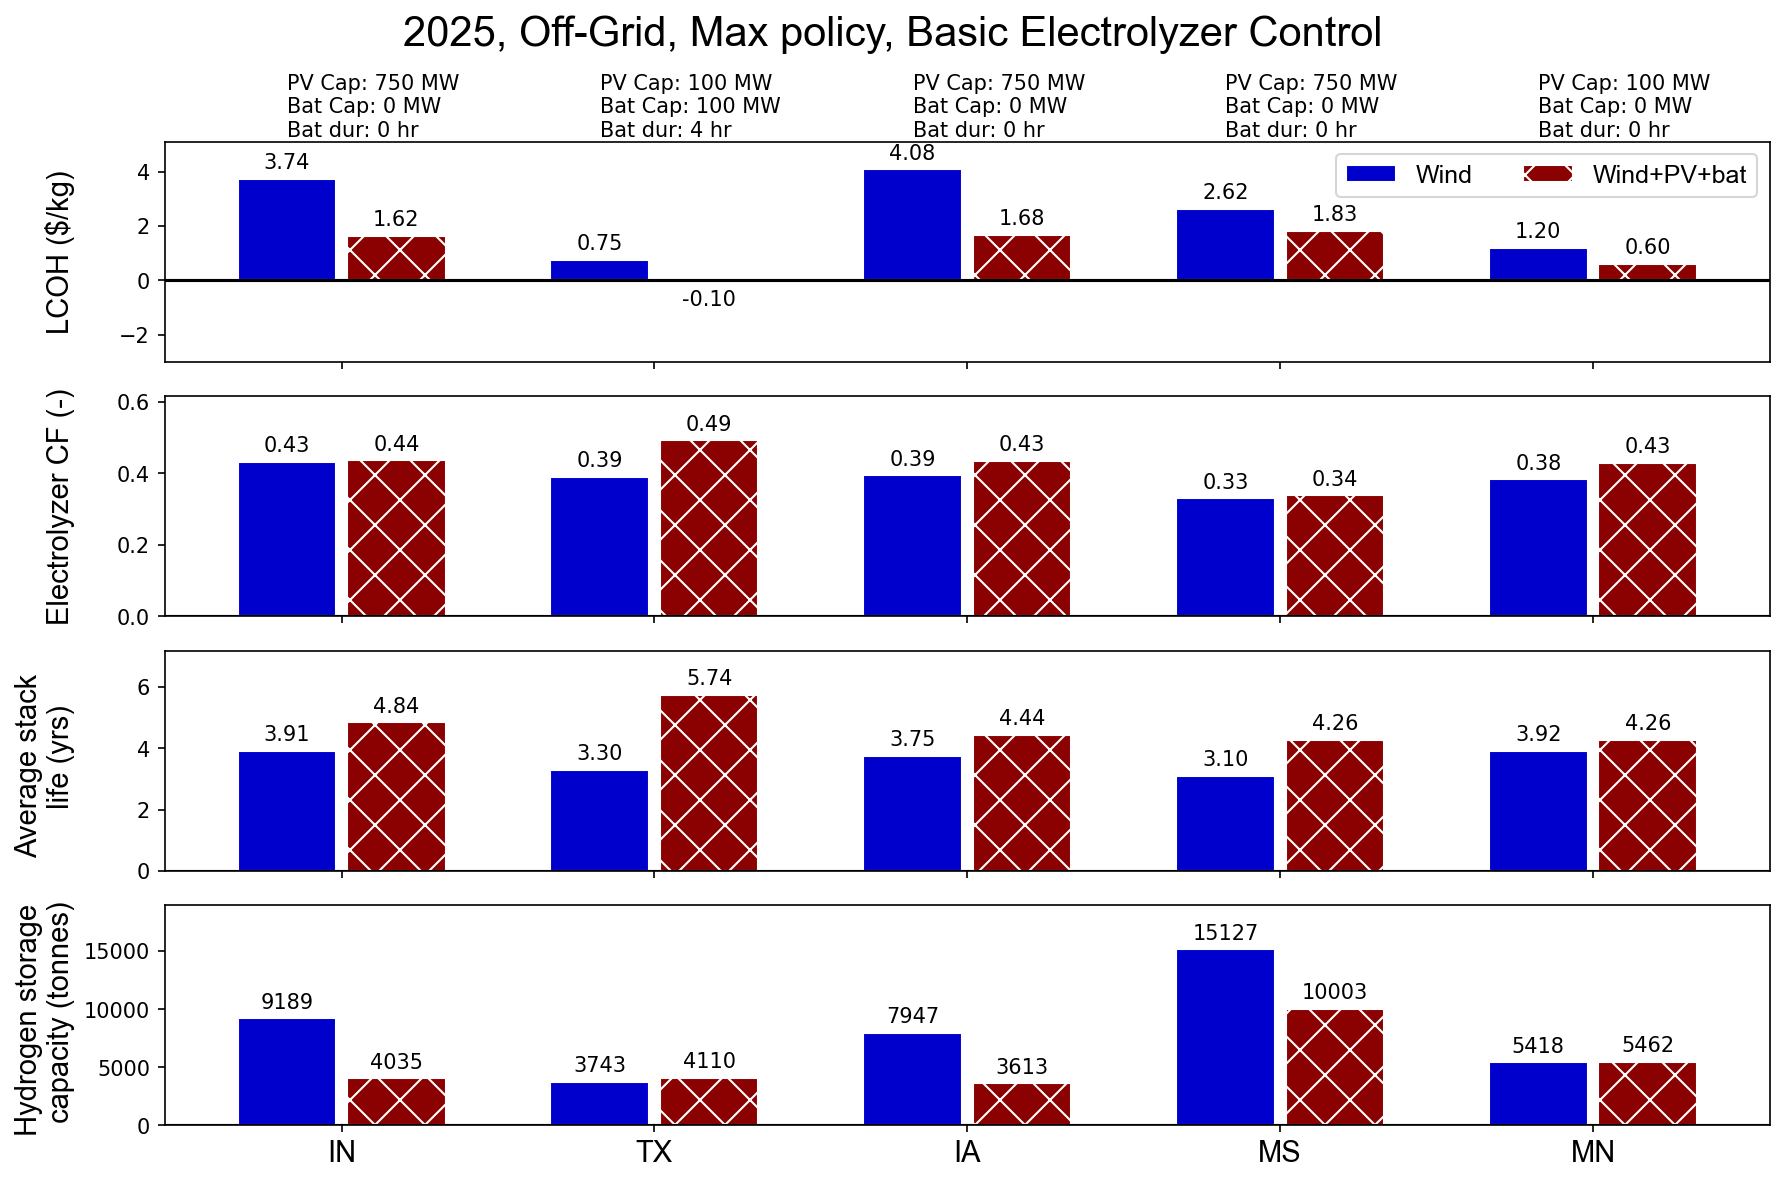 2025, Off-Grid, Max policy, Basic Electrolyzer Control
PV Cap: 750 MW
Bat Cap: 0 MW
Bat dur: 0 hr
PV Cap: 100 MW
Bat Cap: 100 MW
Bat dur: 4 hr
PV Cap: 750 MW
Bat Cap: 0 MW
Bat dur: 0 hr
PV Cap: 750 MW
Bat Cap: 0 MW
Bat dur: 0 hr
PV Cap: 100 MW
Bat Cap: 0 MW
Bat dur: 0 hr
LCOH ($/kg)
4
2
0
−2
3.74
1.62
0.75
-0.10
4.08
1.68
2.62
1.83
1.20
0.60
Wind
Wind+PV+bat
Electrolyzer CF (-)
0.6
0.4
0.2
0.0
0.43
0.44
0.39
0.49
0.39
0.43
0.33
0.34
0.38
0.43
Average stack
life (yrs)
6
4
2
0
3.91
4.84
3.30
5.74
3.75
4.44
3.10
4.26
3.92
4.26
Hydrogen storage
capacity (tonnes)
15000
10000
5000
0
9189
4035
3743
4110
7947
3613
15127
10003
5418
5462
IN
TX
IA
MS
MN